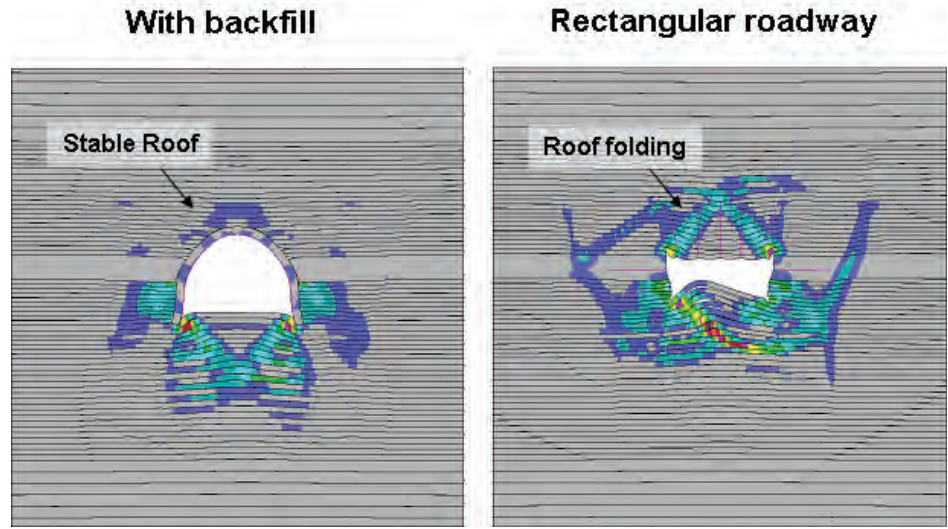 With backfill
Rectangular roadway
Stable Roof
Roof folding